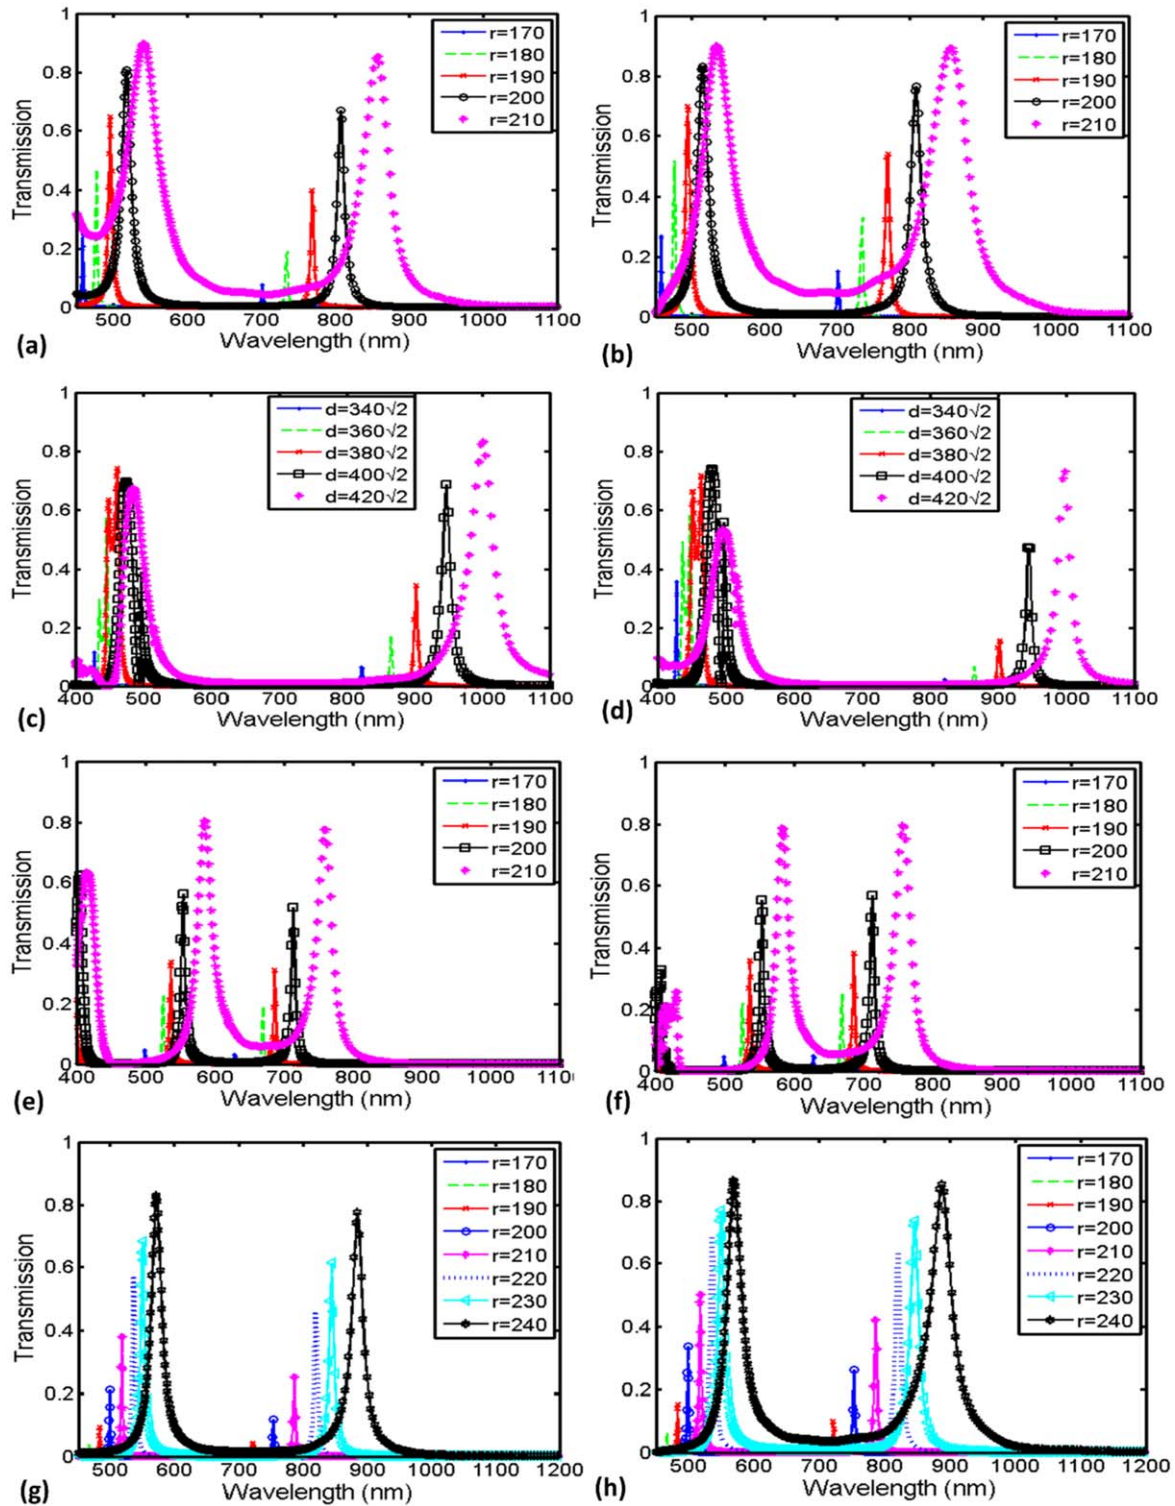 1
0.8
0.6
0.4
0.2
0
Transmission
r=170
r=180
r=190
r=200
r=210
500 600 700 800 900 1000 1100
Wavelength (nm)
(a)
1
0.8
0.6
0.4
0.2
0
Transmission
r=170
r=180
r=190
r=200
r=210
500 600 700 800 900 1000 1100
Wavelength (nm)
(b)
1
0.8
0.6
0.4
0.2
0
Transmission
d=340√2
d=360√2
d=380√2
d=400√2
d=420√2
400 500 600 700 800 900 1000 1100
Wavelength (nm)
(c)
1
0.8
0.6
0.4
0.2
0
Transmission
d=340√2
d=360√2
d=380√2
d=400√2
d=420√2
400 500 600 700 800 900 1000 1100
Wavelength (nm)
(d)
1
0.8
0.6
0.4
0.2
0
Transmission
r=170
r=180
r=190
r=200
r=210
400 500 600 700 800 900 1000 110
Wavelength (nm)
(e)
1
0.8
0.6
0.4
0.2
0
Transmission
r=170
r=180
r=190
r=200
r=210
400 500 600 700 800 900 1000 1100
Wavelength (nm)
(f)
1
0.8
0.6
0.4
0.2
0
Transmission
r=170
r=180
r=190
r=200
r=210
r=220
r=230
r=240
500 600 700 800 900 1000 1100 1200
Wavelength (nm)
(g)
1
0.8
0.6
0.4
0.2
0
Transmission
r=170
r=180
r=190
r=200
r=210
r=220
r=230
r=240
500 600 700 800 900 1000 1100 1200
Wavelength (nm)
(h)